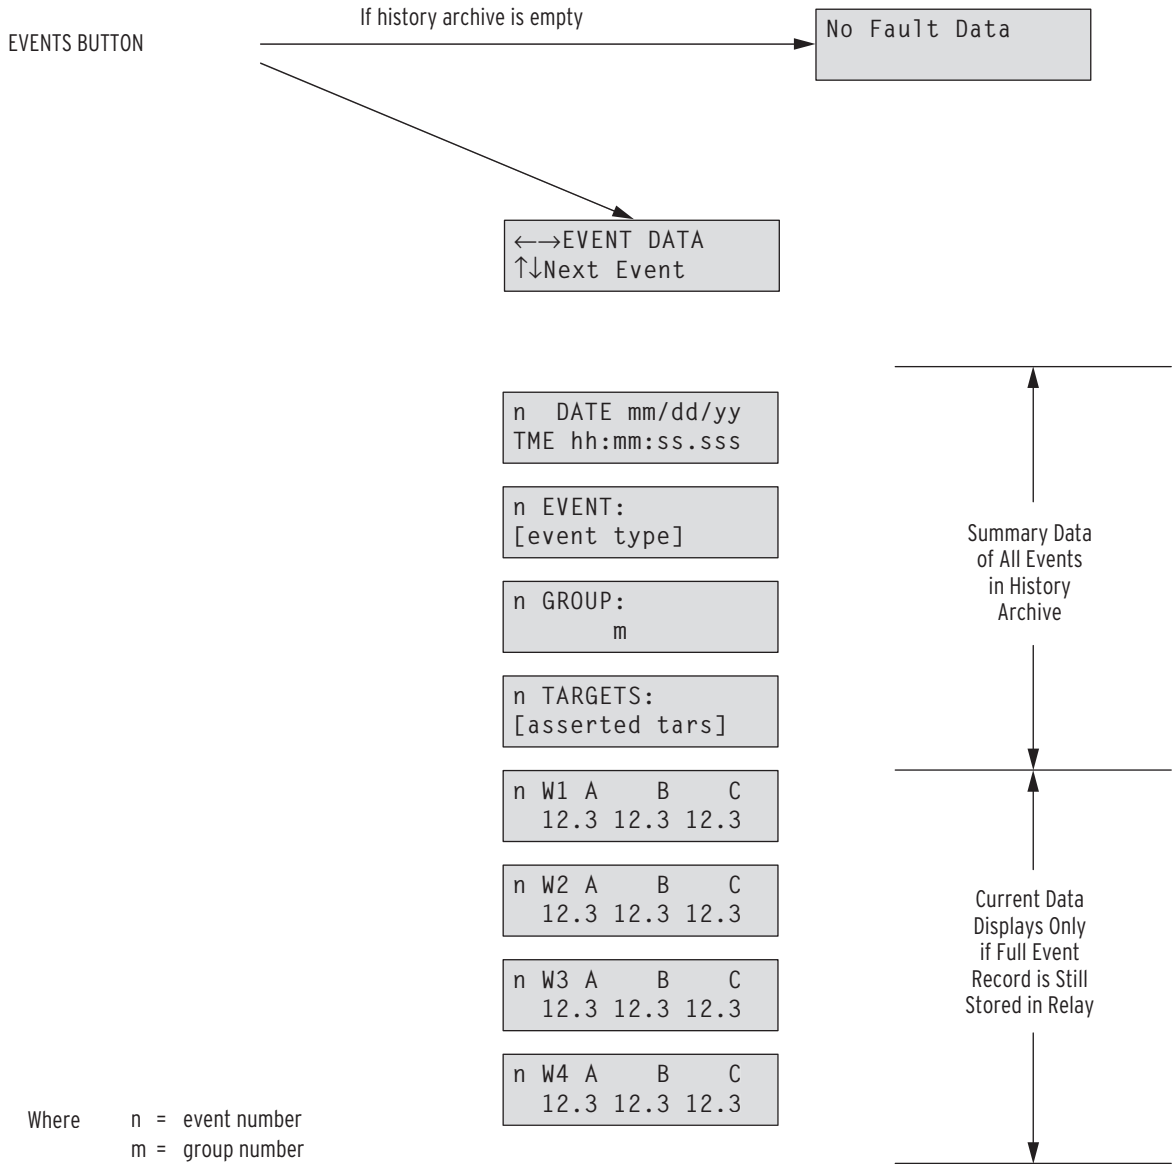 If history archive is empty
EVENTS BUTTON
No Fault Data
←→EVENT DATA
↑↓Next Event
n  DATE mm/dd/yy
TME hh:mm:ss.sss
n EVENT:
[event type]
n GROUP:
m
n TARGETS:
[asserted tars]
Summary Data
of All Events
in History
Archive
n W1 A B C
12.3 12.3 12.3
n W2 A B C
12.3 12.3 12.3
n W3 A B C
12.3 12.3 12.3
n W4 A B C
12.3 12.3 12.3
Current Data
Displays Only
if Full Event
Record is Still
Stored in Relay
Where n = event number
m = group number